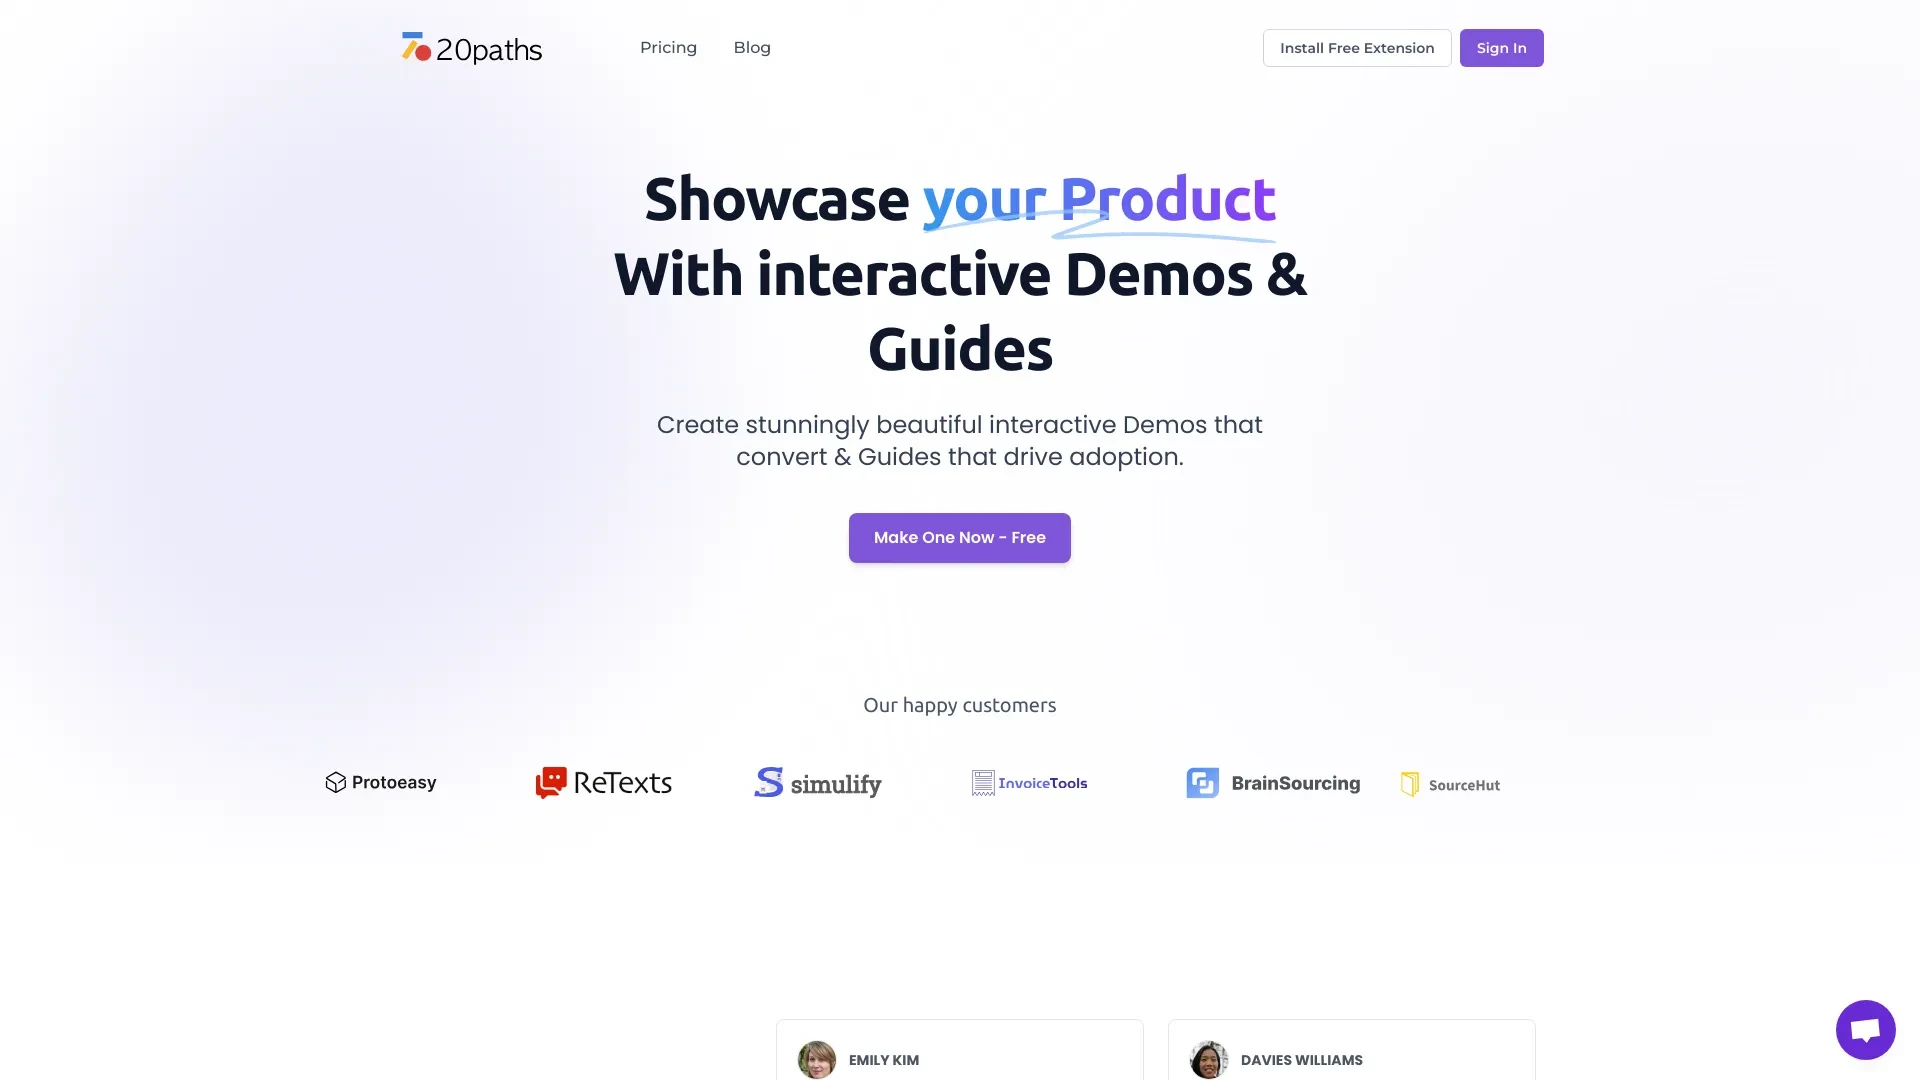 20paths
Pricing
Blog
Install Free Extension
Sign In
Showcase your Product
With interactive Demos &
Guides
Create stunningly beautiful interactive Demos that
convert & Guides that drive adoption.
Make One Now - Free
Our happy customers
Protoeasy
ReTexts
simulify
InvoiceTools
BrainSourcing
SourceHut
EMILY KIM
DAVIES WILLIAMS